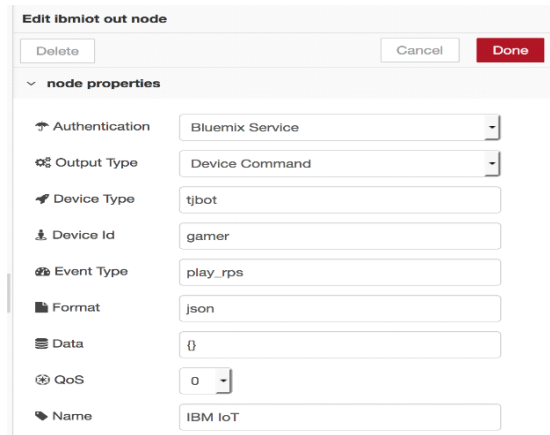 Edit ibmiot out node
Delete Cancel Done
node properties
Authentication Bluemix Service
Output Type Device Command
Device Type tjbot
Device Id gamer
Event Type play_rps
Format json
Data {}
QoS 0
Name IBM IoT